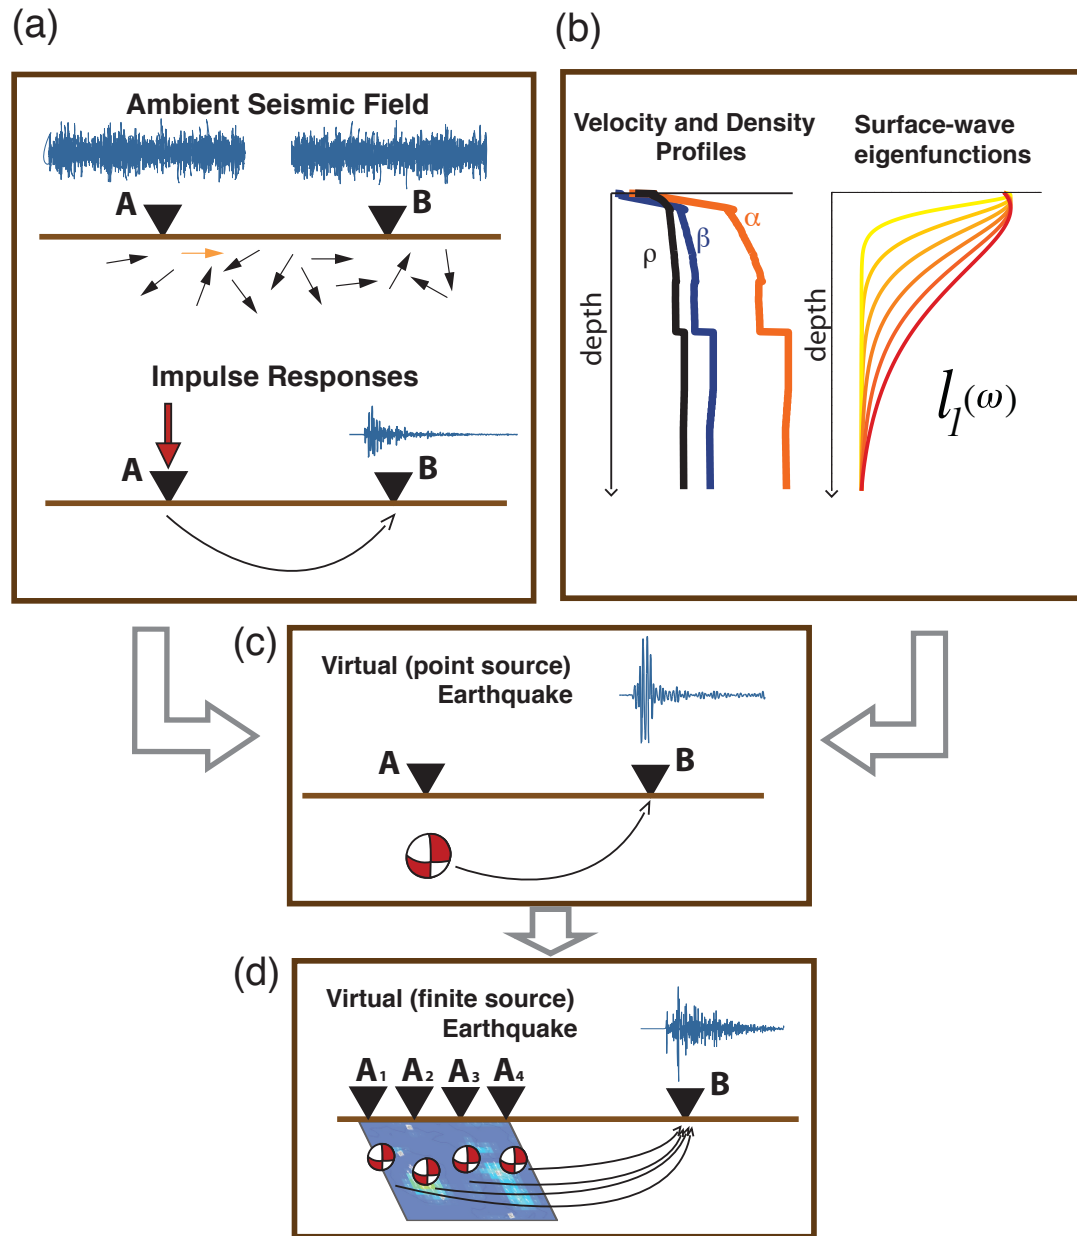 (a)
Ambient Seismic Field
A
B
Impulse Responses
A
B
(b)
Velocity and Density
Profiles
Surface-wave
eigenfunctions
ρ
β
α
depth
depth
l1(ω)
(c)
Virtual (point source)
Earthquake
A
B
(d)
Virtual (finite source)
Earthquake
A1 A2 A3 A4
B